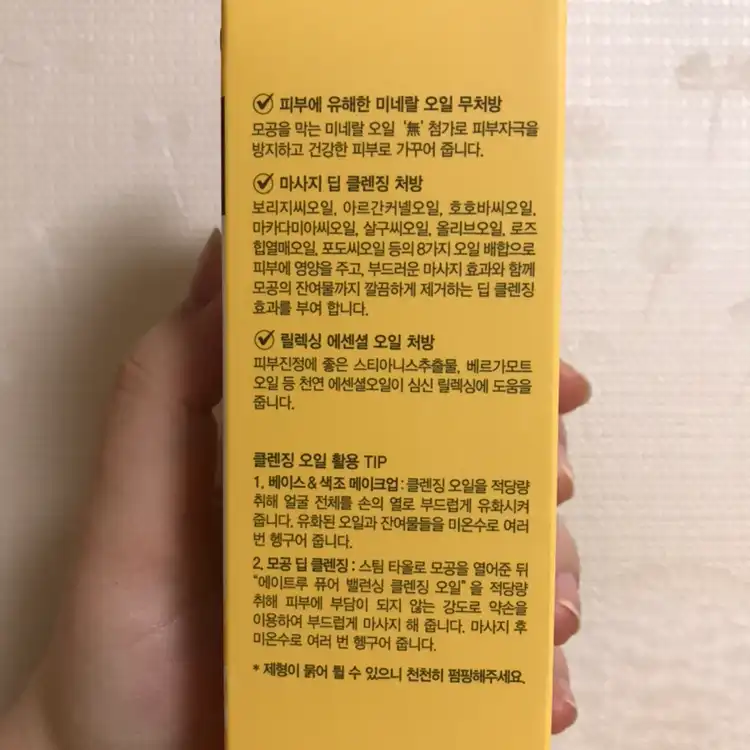 피부에 유해한 미네랄 오일 무처방
모공을 막는 미네랄 오일 '無' 첨가로 피부자극을
방지하고 건강한 피부로 가꾸어 줍니다.
마사지 딥 클렌징 처방
보리지씨오일, 아르간커넬오일, 호호바씨오일,
마카다미아씨오일, 살구씨오일, 올리브오일, 로즈
힙열매오일, 포도씨오일 등의 8가지 오일 배합으로
피부에 영양을 주고, 부드러운 마사지 효과와 함께
모공의 잔여물까지 깔끔하게 제거하는 딥 클렌징
효과를 부여 합니다.
릴렉싱 에센셜 오일 처방
피부진정에 좋은 스티아니스추출물, 베르가모트
오일 등 천연 에센셜오일이 심신 릴렉싱에 도움을
줍니다.
클렌징 오일 활용 TIP
1. 베이스 & 색조 메이크업 : 클렌징 오일을 적당량
취해 얼굴 전체를 손의 열로 부드럽게 유화시켜
줍니다. 유화된 오일과 잔여물들을 미온수로 여러
번 헹구어 줍니다.
2. 모공 딥 클렌징 : 스팀 타올로 모공을 열어준 뒤
"에이트루 퓨어 밸런싱 클렌징 오일" 을 적당량
취해 피부에 부담이 되지 않는 강도로 약손을
이용하여 부드럽게 마사지 해 줍니다. 마사지 후
미온수로 여러 번 헹구어 줍니다.
* 제형이 묽어 튈 수 있으니 천천히 펌핑해주세요.